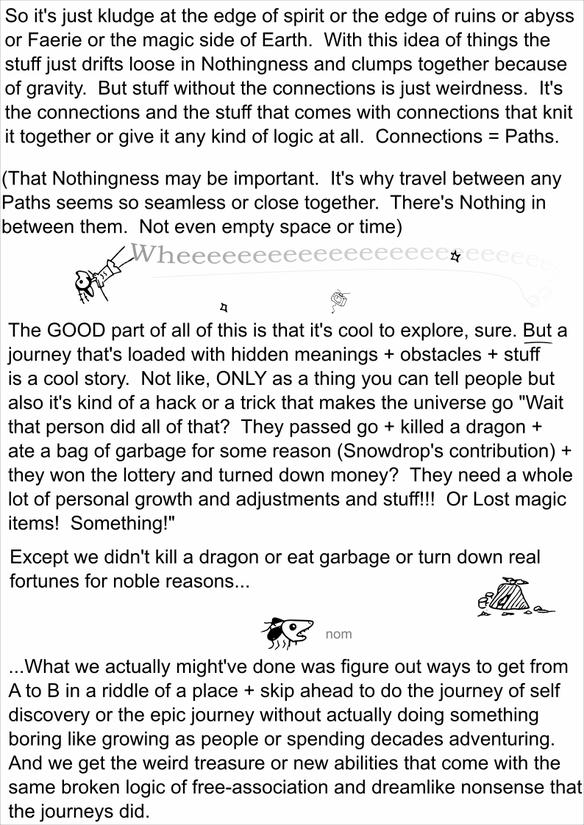 So it's just kludge at the edge of spirit or the edge of ruins or abyss
or Faerie or the magic side of Earth. With this idea of things the
stuff just drifts loose in Nothingness and clumps together because
of gravity. But stuff without the connections is just weirdness. It's
the connections and the stuff that comes with connections that knit
it together or give it any kind of logic at all. Connections = Paths.
(That Nothingness may be important. It's why travel between any
Paths seems so seamless or close together. There's Nothing in
between them. Not even empty space or time)
Wheeeeeeeeeeeeeeeeeeeeeeeeeee
The GOOD part of all of this is that it's cool to explore, sure. But a
journey that's loaded with hidden meanings + obstacles + stuff
is a cool story. Not like, ONLY as a thing you can tell people but
also it's kind of a hack or a trick that makes the universe go "Wait
that person did all of that? They passed go + killed a dragon +
ate a bag of garbage for some reason (Snowdrop's contribution) +
they won the lottery and turned down money? They need a whole
lot of personal growth and adjustments and stuff!!! Or Lost magic
items! Something!"
Except we didn't kill a dragon or eat garbage or turn down real
fortunes for noble reasons...
nom
...What we actually might've done was figure out ways to get from
A to B in a riddle of a place + skip ahead to do the journey of self
discovery or the epic journey without actually doing something
boring like growing as people or spending decades adventuring.
And we get the weird treasure or new abilities that come with the
same broken logic of free-association and dreamlike nonsense that
the journeys did.